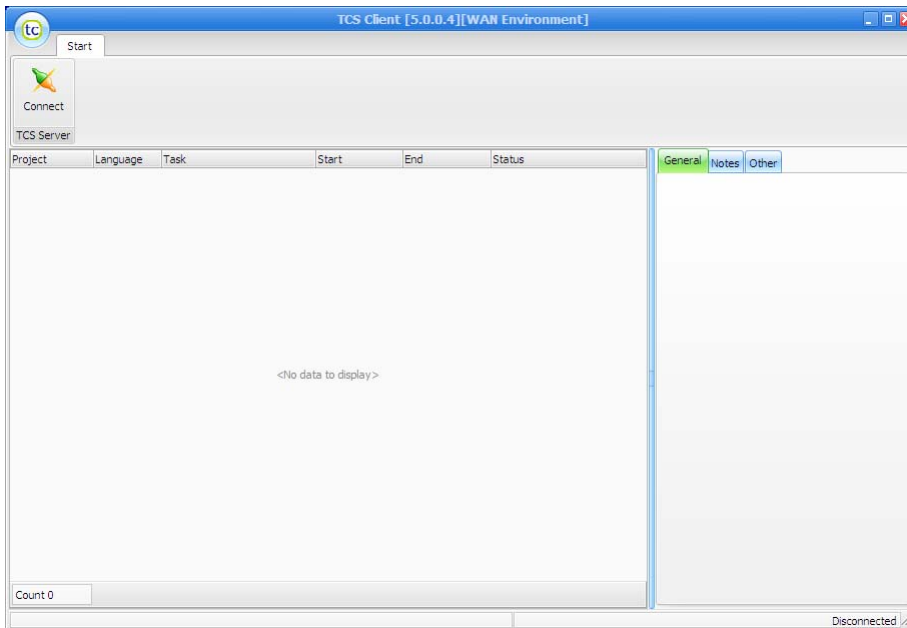 TCS Client [5.0.0.4][WAN Environment]
tc
Start
Connect
TCS Server
Project Language Task Start End Status
General Notes Other
<No data to display>
Count 0
Disconnected